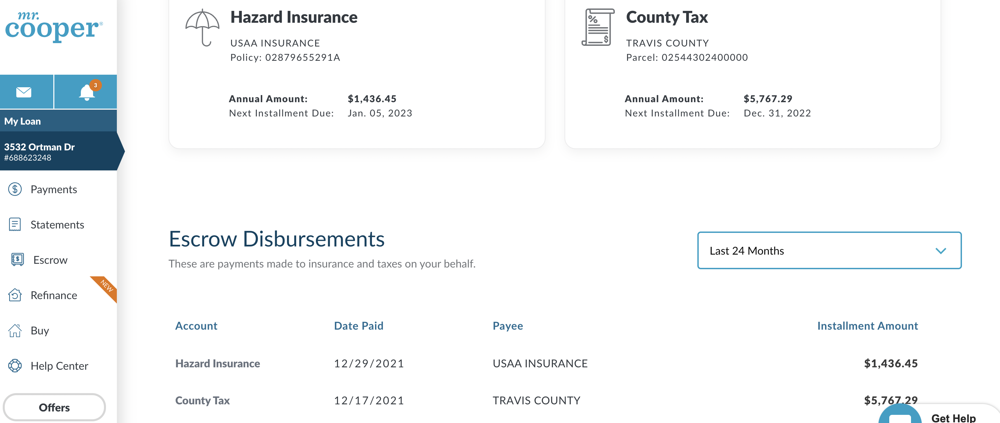 mr.
cooper®
3
My Loan
3532 Ortman Dr
#688623248
Payments
Statements
Escrow
NEW
Refinance
Buy
Help Center
Offers
Hazard Insurance
USAA INSURANCE
Policy: 02879655291A
Annual Amount: $1,436.45
Next Installment Due: Jan. 05, 2023
County Tax
TRAVIS COUNTY
Parcel: 02544302400000
Annual Amount: $5,767.29
Next Installment Due: Dec. 31, 2022
Escrow Disbursements
These are payments made to insurance and taxes on your behalf.
Last 24 Months
Account Date Paid Payee Installment Amount
Hazard Insurance 12/29/2021 USAA INSURANCE $1,436.45
County Tax 12/17/2021 TRAVIS COUNTY $5,767.29
Get Help